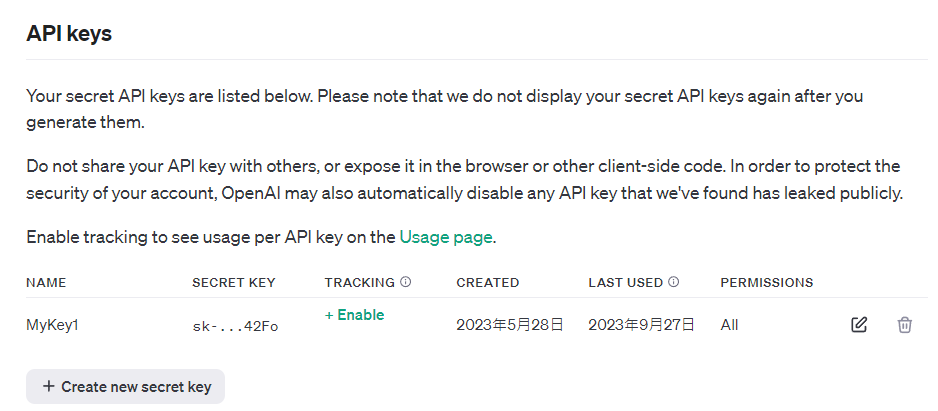 API keys
Your secret API keys are listed below. Please note that we do not display your secret API keys again after you
generate them.
Do not share your API key with others, or expose it in the browser or other client-side code. In order to protect the
security of your account, OpenAI may also automatically disable any API key that we've found has leaked publicly.
Enable tracking to see usage per API key on the Usage page.
NAME SECRET KEY TRACKING CREATED LAST USED PERMISSIONS
MyKey1 sk-...42Fo + Enable 2023年5月28日 2023年9月27日 All
+ Create new secret key